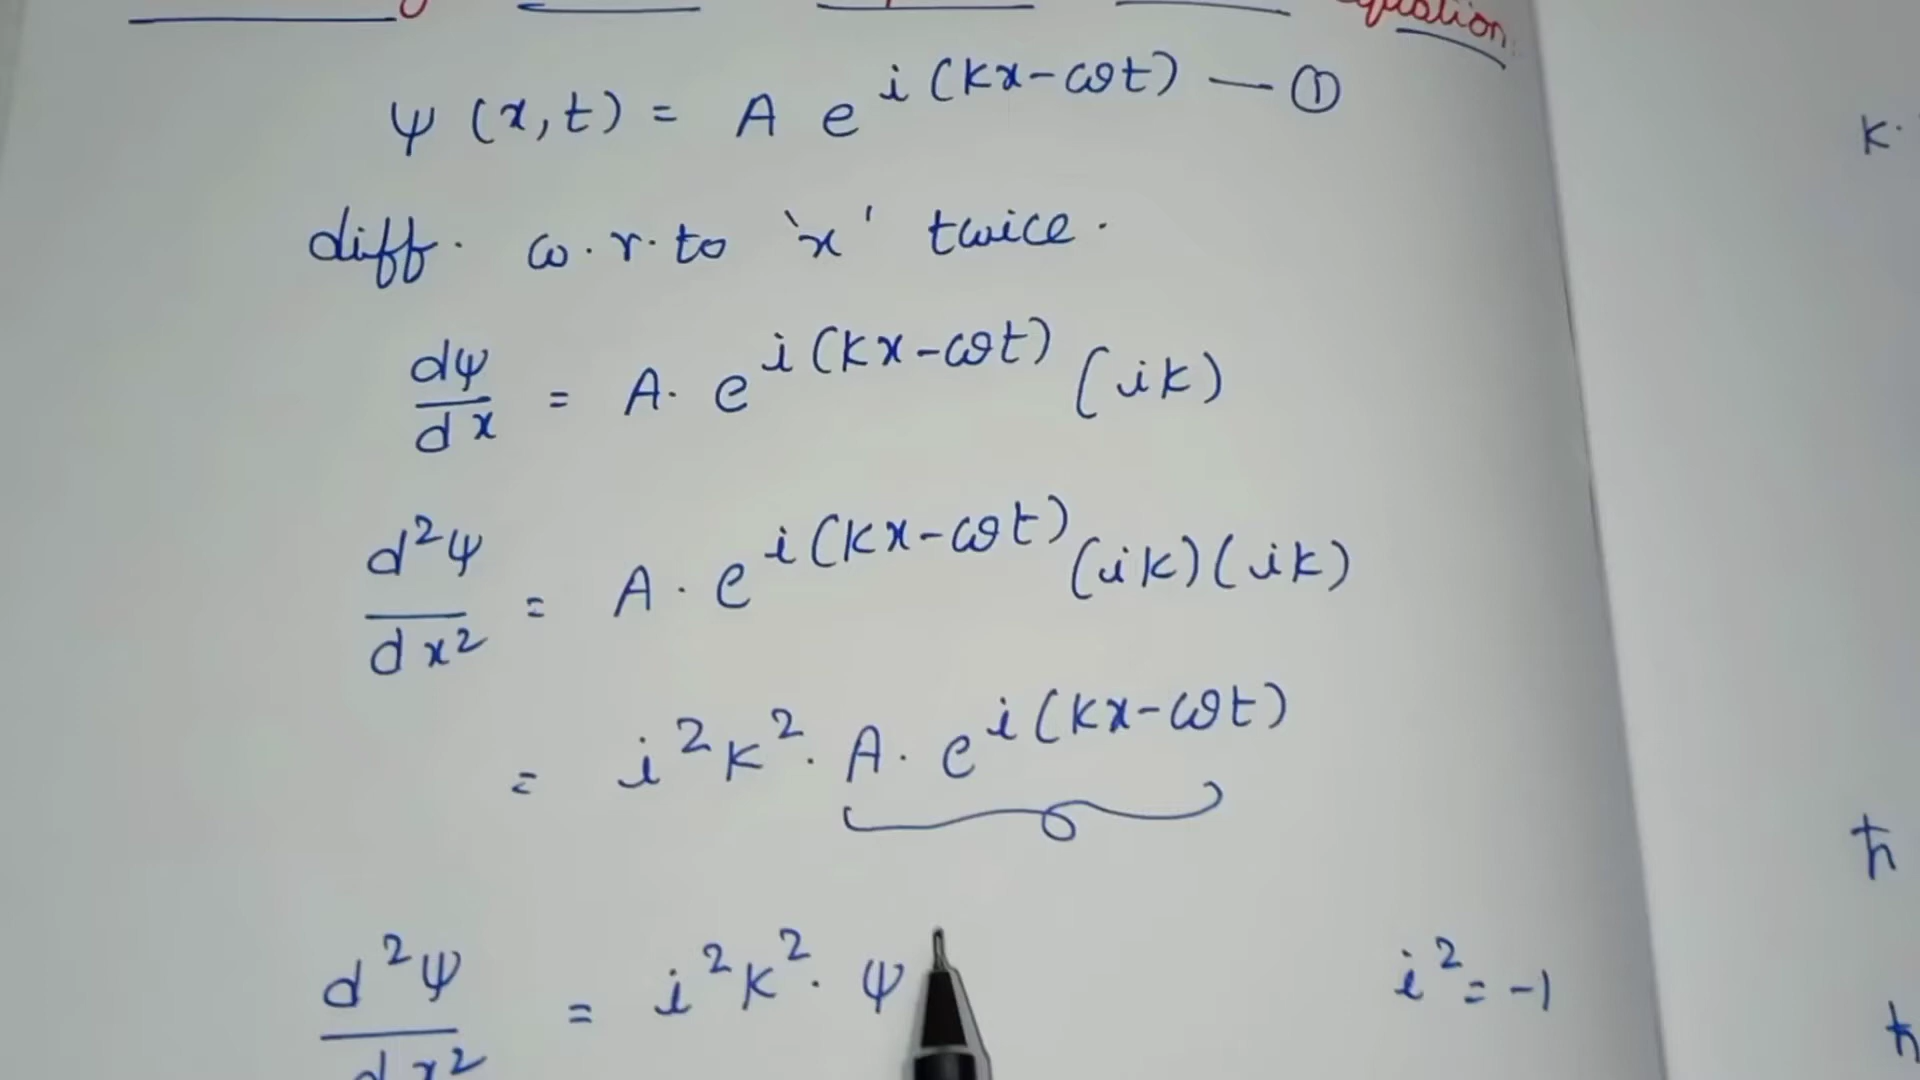 ψ (x,t) = A e^{i(kx-ωt)} — ①
k.
diff. w.r.to 'x' twice.
dψ/dx = A. e^{i(kx-ωt)} (ik)
d²ψ/dx² = A. e^{i(kx-ωt)} (ik)(ik)
= i²k². A. e^{i(kx-ωt)}
ħ
d²ψ/dx² = i²k². ψ
i² = -1
ħ